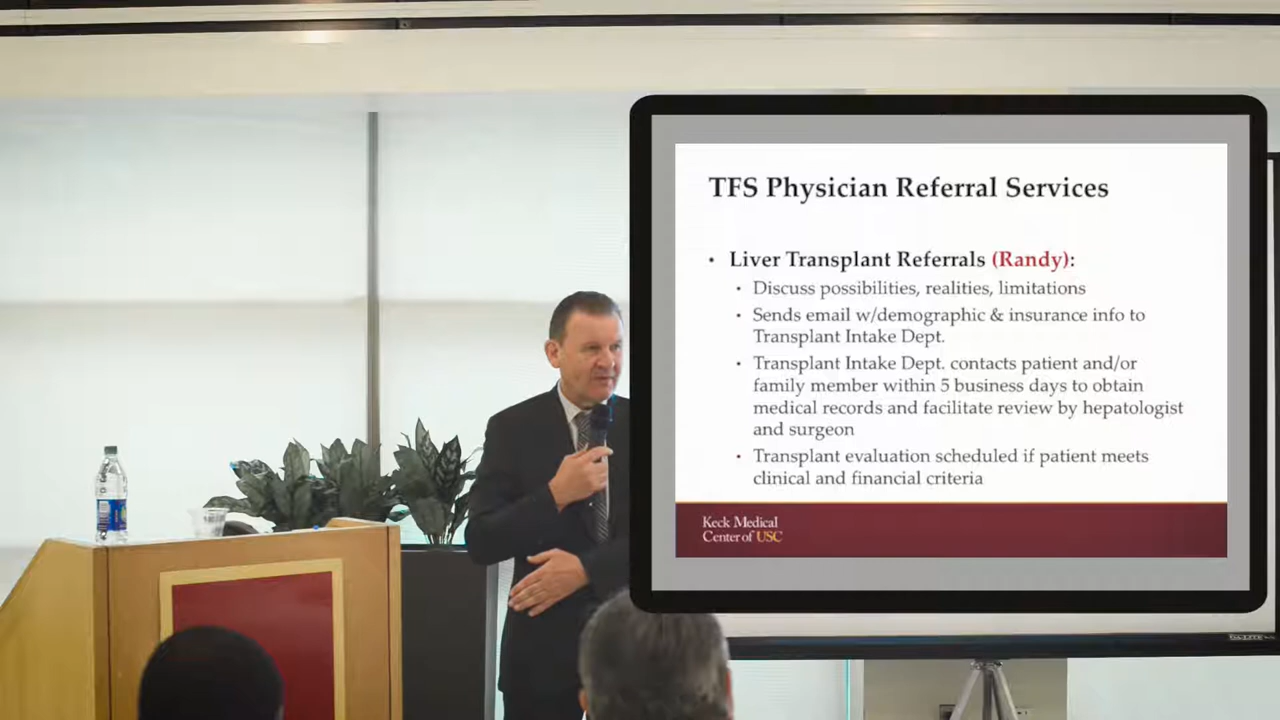 TFS Physician Referral Services
• Liver Transplant Referrals (Randy):
• Discuss possibilities, realities, limitations
• Sends email w/demographic & insurance info to
Transplant Intake Dept.
• Transplant Intake Dept. contacts patient and/or
family member within 5 business days to obtain
medical records and facilitate review by hepatologist
and surgeon
• Transplant evaluation scheduled if patient meets
clinical and financial criteria
Keck Medical
Center of USC